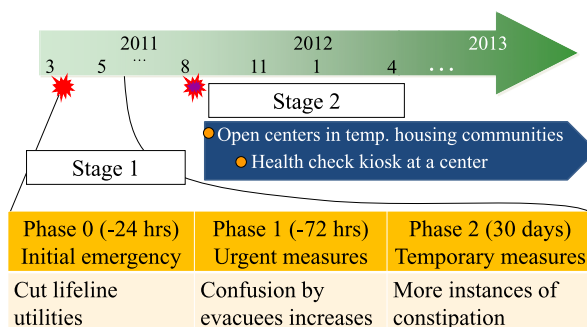 2011 2012 2013
3 5 ... 8 11 1 4 ...
Stage 2
Open centers in temp. housing communities
Health check kiosk at a center
Stage 1
Phase 0 (-24 hrs)
Initial emergency
Phase 1 (-72 hrs)
Urgent measures
Phase 2 (30 days)
Temporary measures
Cut lifeline
utilities
Confusion by
evacuees increases
More instances of
constipation